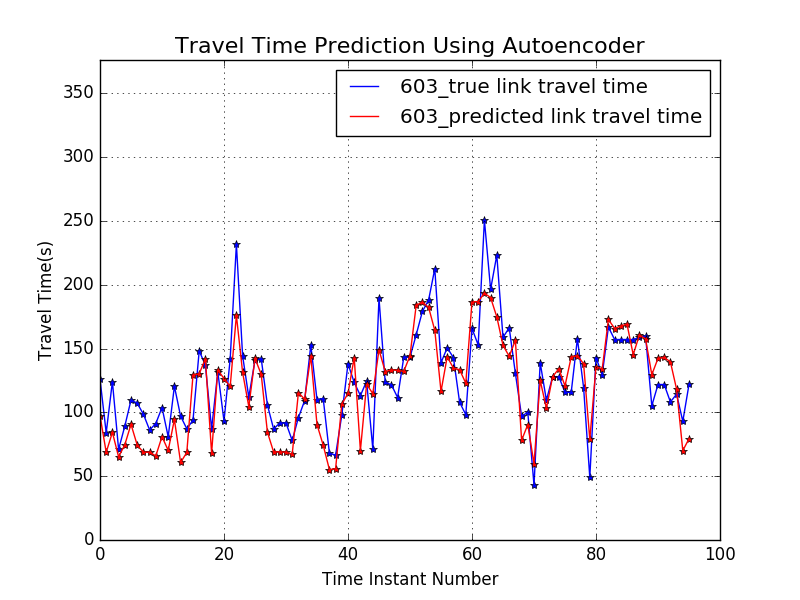 Travel Time Prediction Using Autoencoder
603_true link travel time
603_predicted link travel time
350
300
250
200
150
100
50
0
Travel Time(s)
0 20 40 60 80 100
Time Instant Number